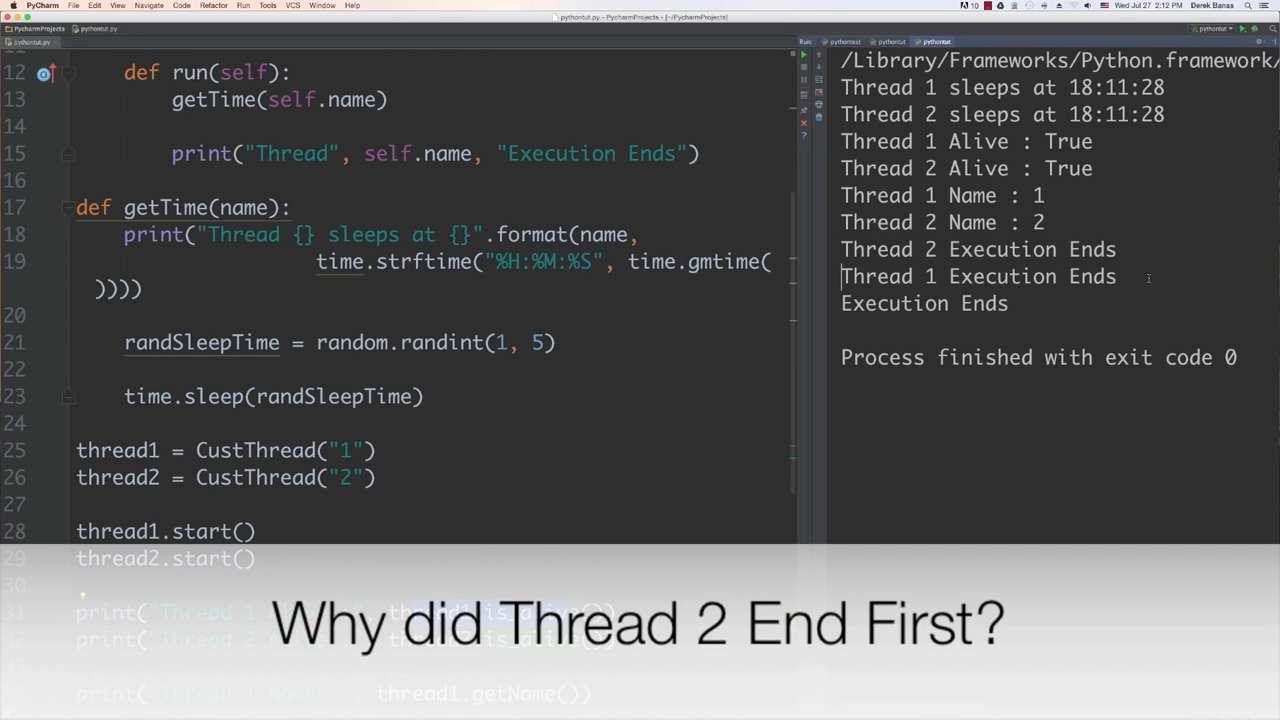 PyCharm File Edit View Navigate Code Refactor Run Tools VCS Window Help
10 Wed Jul 27 2:12 PM Derek Banas
pythontut.py - PycharmProjects - [~/PycharmProjects]
PycharmProjects pythontut.py pythontut
pythontut.py
Run: pythontest pythontut pythontut
12 def run(self):
13 getTime(self.name)
14
15 print("Thread", self.name, "Execution Ends")
16
17 def getTime(name):
18 print("Thread {} sleeps at {}".format(name,
19 time.strftime("%H:%M:%S", time.gmtime(
))))
20
21 randSleepTime = random.randint(1, 5)
22
23 time.sleep(randSleepTime)
24
25 thread1 = CustThread("1")
26 thread2 = CustThread("2")
27
28 thread1.start()
29 thread2.start()
30
31 print("Thread 1
32 print("Thread 2
34 print("Thread 1 Name , thread1.getName())
/Library/Frameworks/Python.framework/
Thread 1 sleeps at 18:11:28
Thread 2 sleeps at 18:11:28
Thread 1 Alive : True
Thread 2 Alive : True
Thread 1 Name : 1
Thread 2 Name : 2
Thread 2 Execution Ends
Thread 1 Execution Ends
Execution Ends
Process finished with exit code 0
Why did Thread 2 End First?